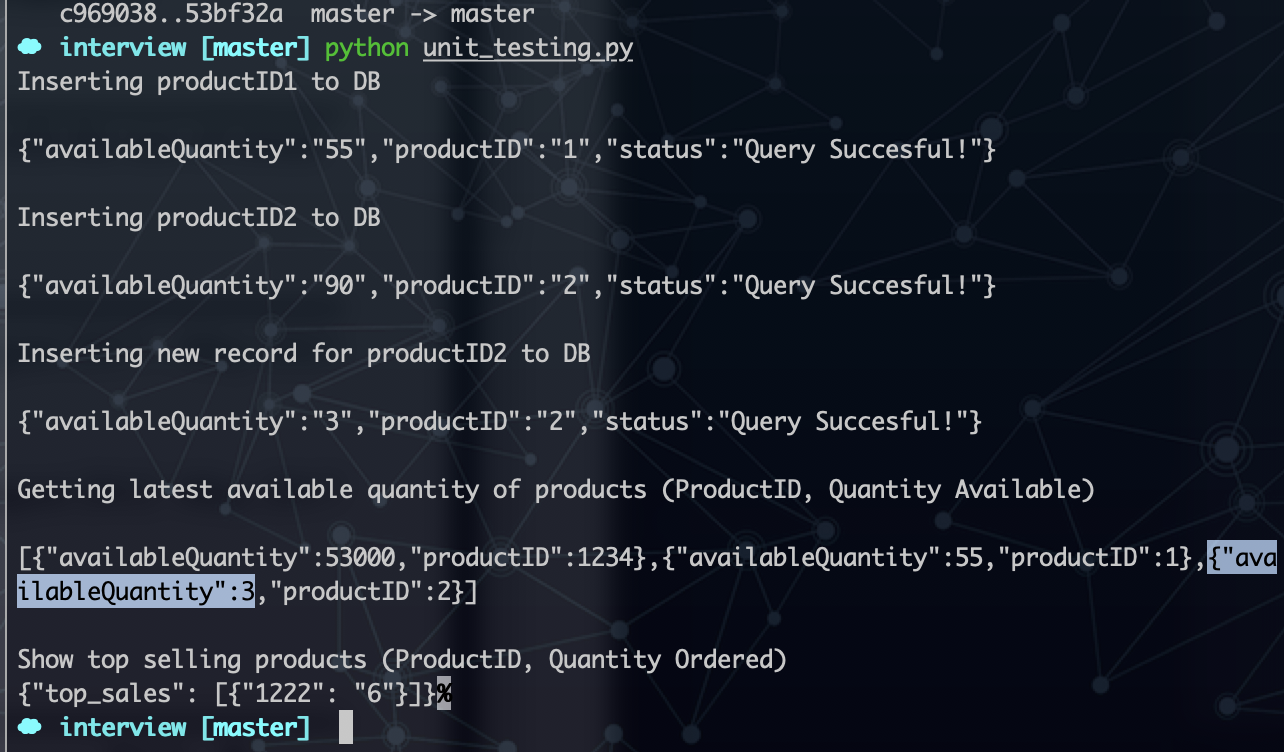 c969038..53bf32a  master -> master
interview [master] python unit_testing.py
Inserting productID1 to DB
{"availableQuantity":"55","productID":"1","status":"Query Succesful!"}
Inserting productID2 to DB
{"availableQuantity":"90","productID":"2","status":"Query Succesful!"}
Inserting new record for productID2 to DB
{"availableQuantity":"3","productID":"2","status":"Query Succesful!"}
Getting latest available quantity of products (ProductID, Quantity Available)
[{"availableQuantity":53000,"productID":1234},{"availableQuantity":55,"productID":1},{"ava
ilableQuantity":3,"productID":2}]
Show top selling products (ProductID, Quantity Ordered)
{"top_sales": [{"1222": "6"}]}%
interview [master]